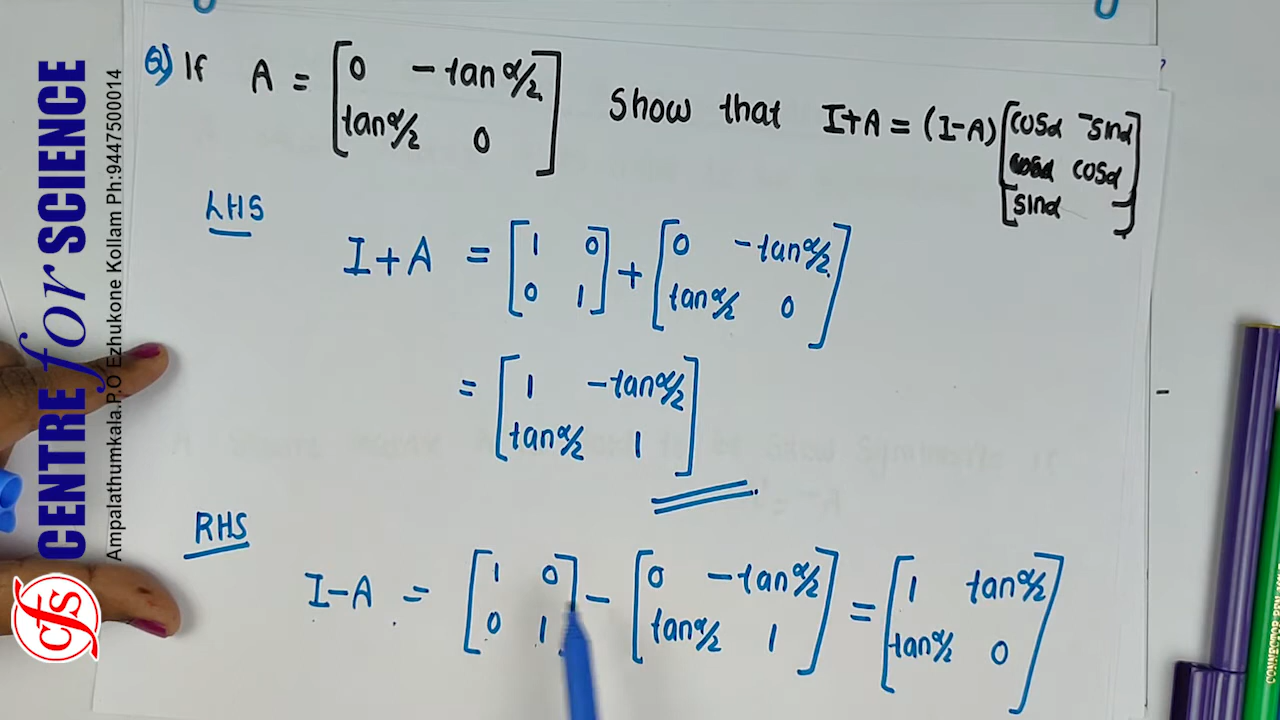 CENTRE for SCIENCE
Ampalathumkala.P.O Ezhukone Kollam Ph:9447500014
cfs
Q) If A = [0 -tanα/2; tanα/2 0] Show that I+A = (I-A) [cosα -sinα; sinα cosα]
LHS
I+A = [1 0; 0 1] + [0 -tanα/2; tanα/2 0]
= [1 -tanα/2; tanα/2 1]
RHS
I-A = [1 0; 0 1] - [0 -tanα/2; tanα/2 1] = [1 tanα/2; tanα/2 0]